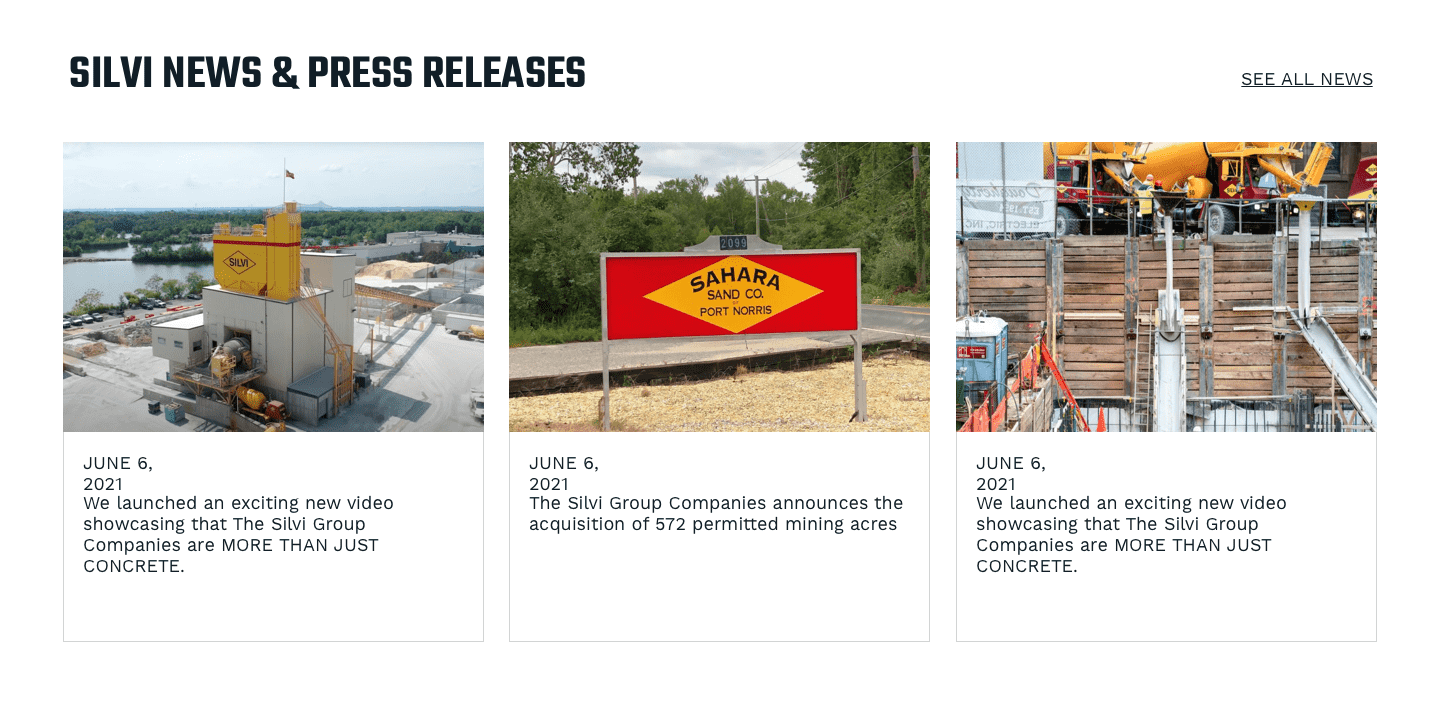 SILVI NEWS & PRESS RELEASES
SEE ALL NEWS
SILVI
2099
SAHARA
SAND CO.
PORT NORRIS
JUNE 6,
2021
We launched an exciting new video
showcasing that The Silvi Group
Companies are MORE THAN JUST
CONCRETE.
JUNE 6,
2021
The Silvi Group Companies announces the
acquisition of 572 permitted mining acres
JUNE 6,
2021
We launched an exciting new video
showcasing that The Silvi Group
Companies are MORE THAN JUST
CONCRETE.